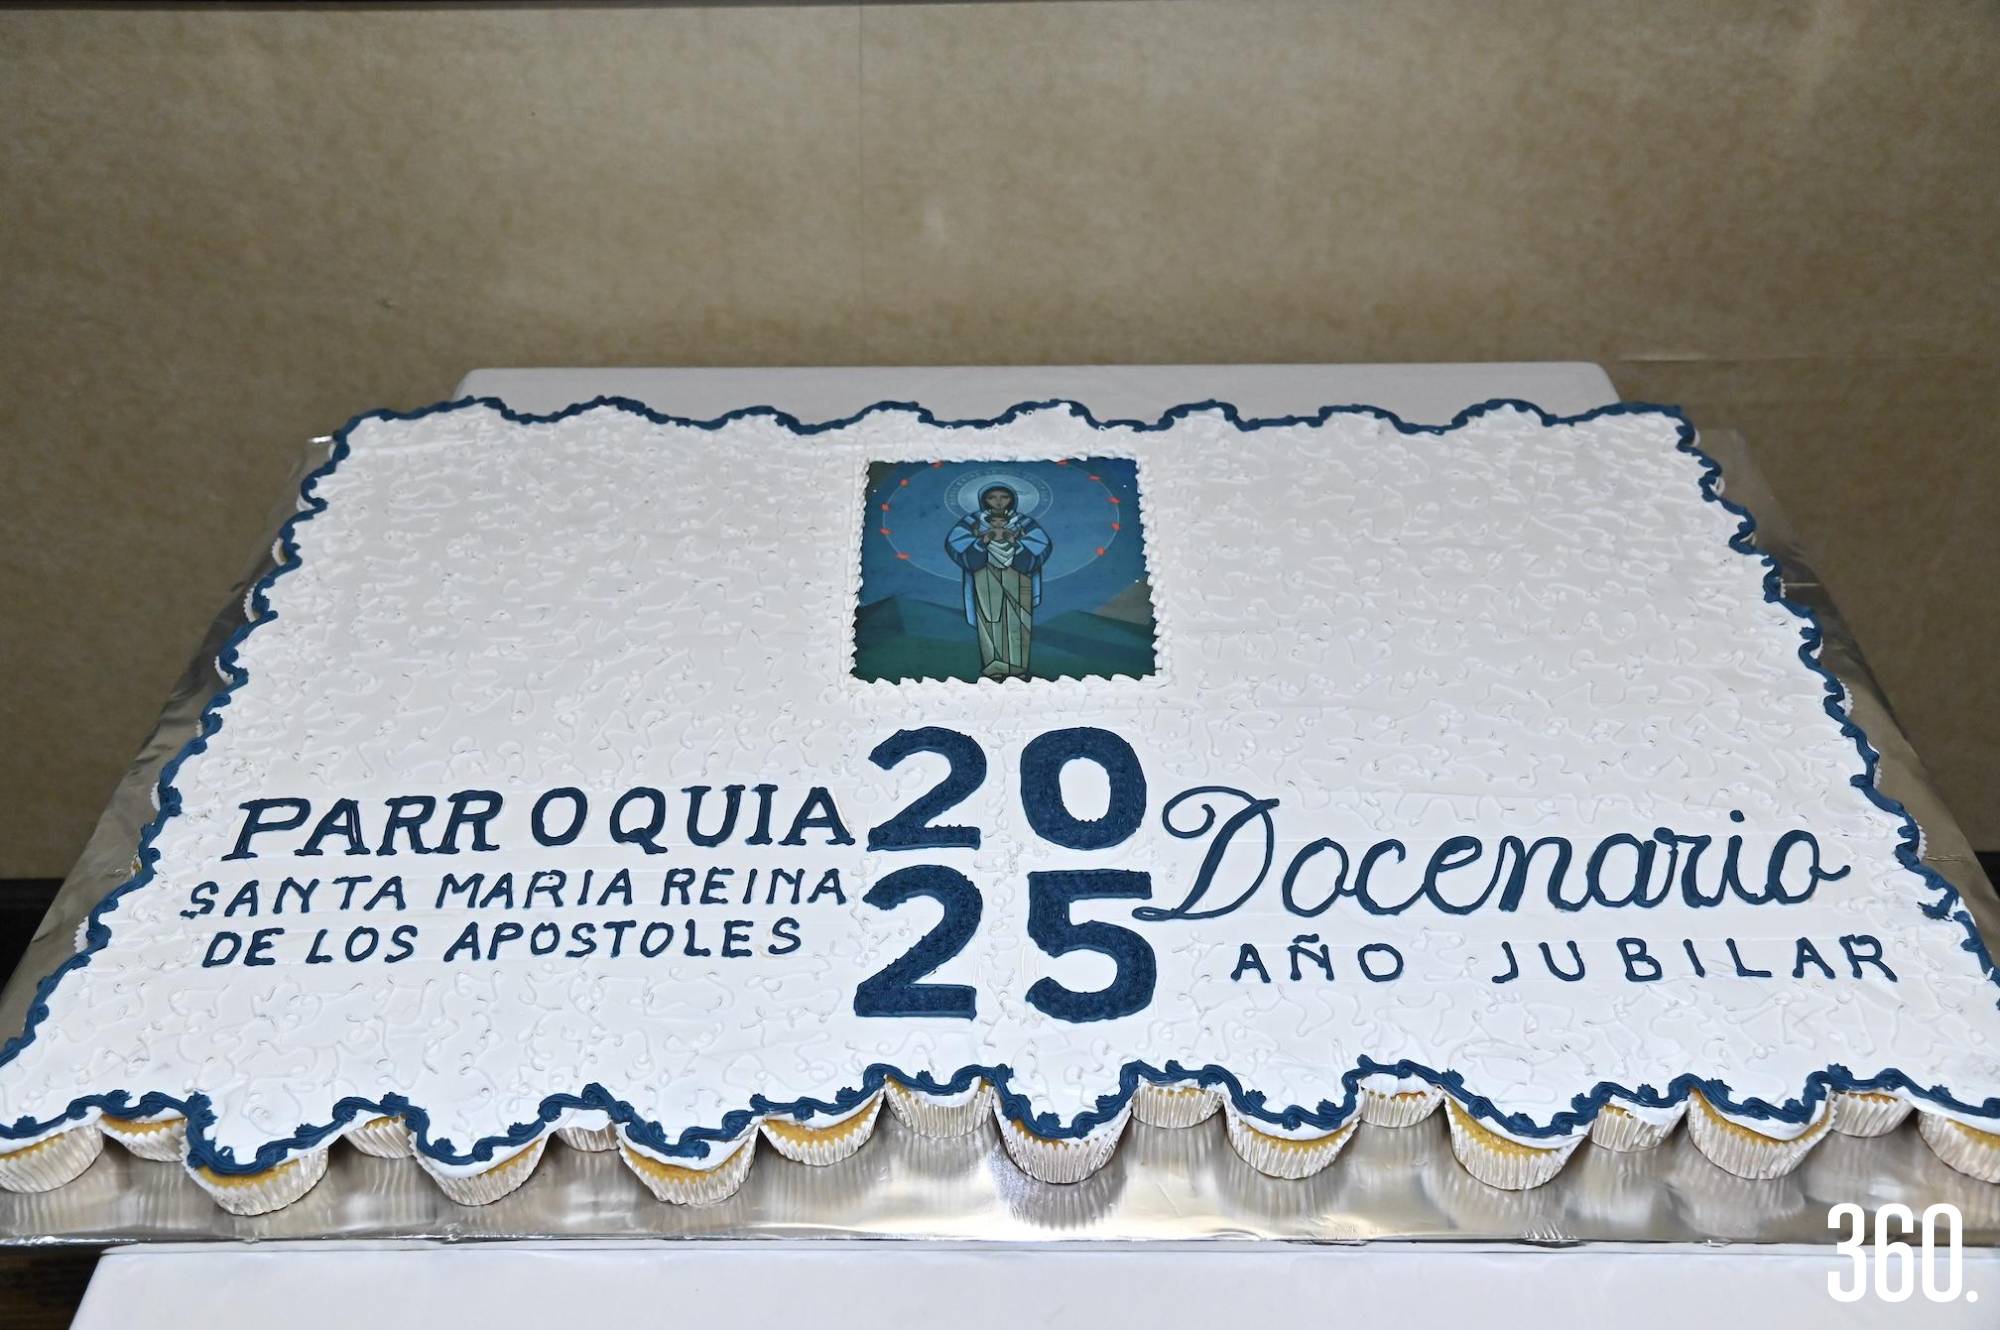 PARROQUIA
SANTA MARIA REINA
DE LOS APOSTOLES
20
25
Docenario
AÑO JUBILAR
360.